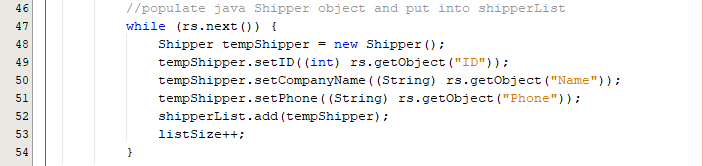 46 //populate java Shipper object and put into shipperList
47 while (rs.next()) {
48 Shipper tempShipper = new Shipper();
49 tempShipper.setID((int) rs.getObject("ID"));
50 tempShipper.setCompanyName((String) rs.getObject("Name"));
51 tempShipper.setPhone((String) rs.getObject("Phone"));
52 shipperList.add(tempShipper);
53 listSize++;
54 }